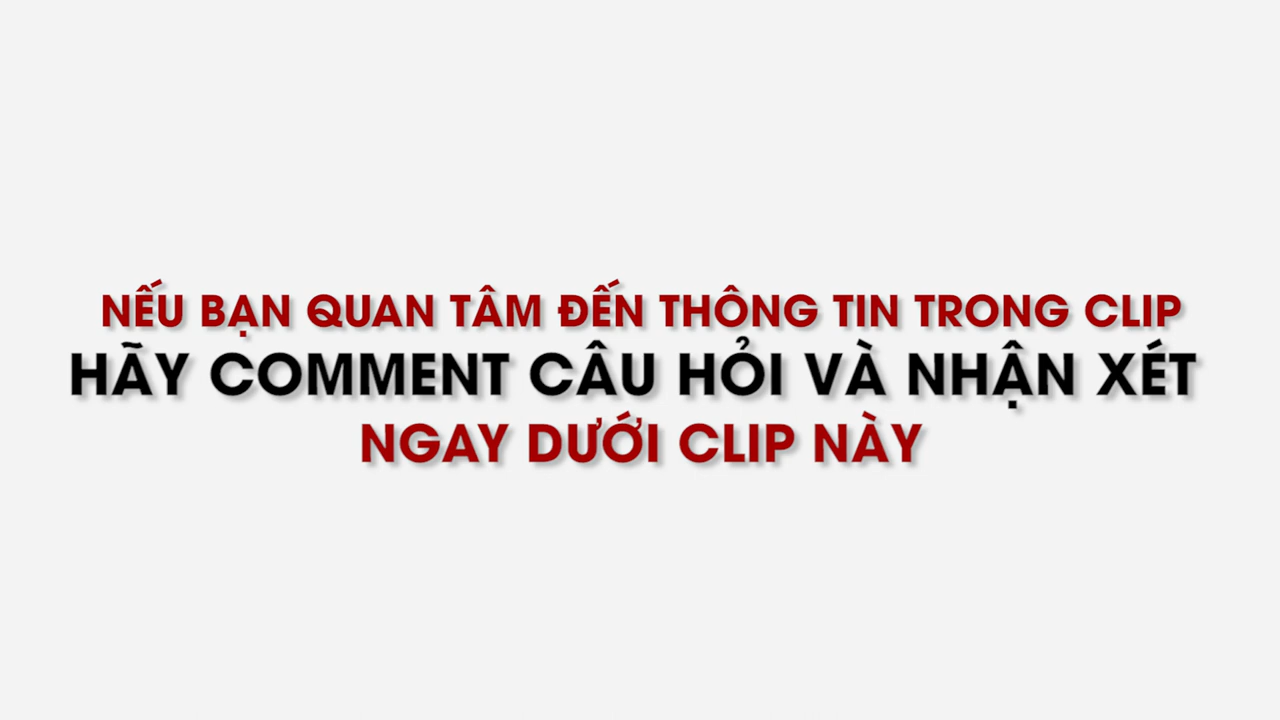 NẾU BẠN QUAN TÂM ĐẾN THÔNG TIN TRONG CLIP
HÃY COMMENT CÂU HỎI VÀ NHẬN XÉT
NGAY DƯỚI CLIP NÀY